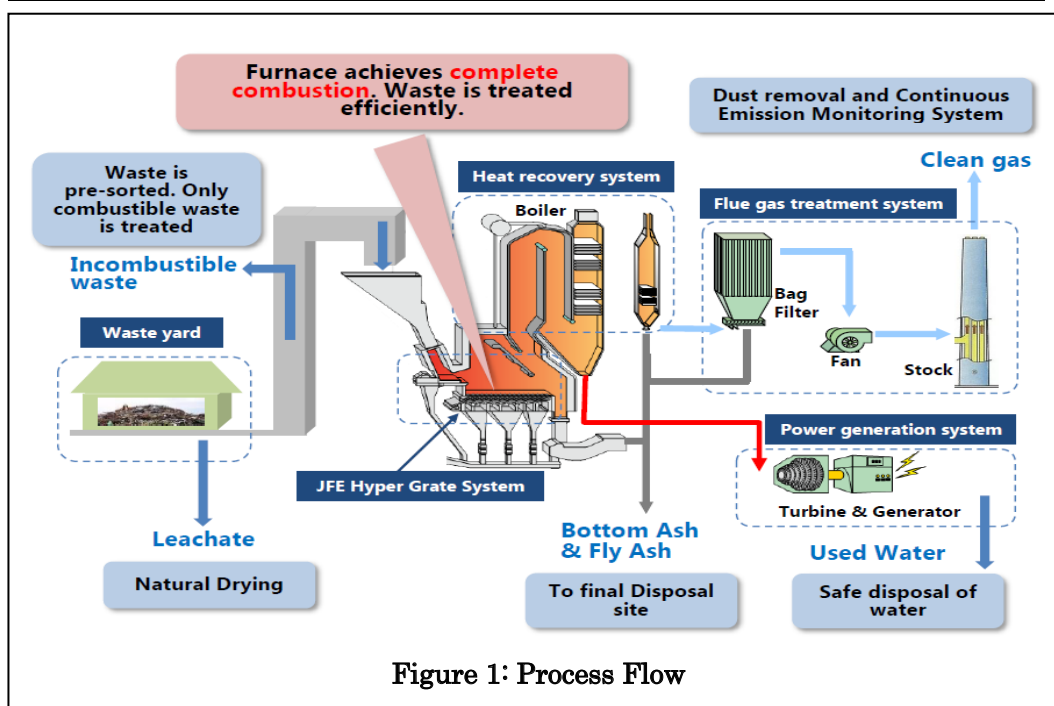 Furnace achieves complete
combustion. Waste is treated
efficiently.
Dust removal and Continuous
Emission Monitoring System
Clean gas
Waste is
pre-sorted. Only
combustible waste
is treated
Heat recovery system
Boiler
Flue gas treatment system
Incombustible
waste
Bag
Filter
Waste yard
Fan
Stock
Power generation system
JFE Hyper Grate System
Turbine & Generator
Leachate
Bottom Ash
& Fly Ash
Used Water
Natural Drying
To final Disposal
site
Safe disposal of
water
Figure 1: Process Flow